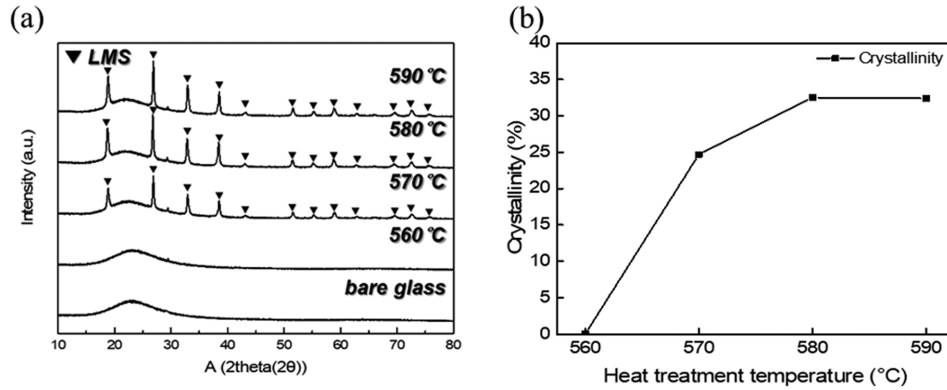 (a)
▼ LMS
590℃
580℃
570℃
560℃
bare glass
Intensity (a.u.)
10 20 30 40 50 60 70 80
A (2theta(2θ))
(b)
Crystallinity
40
35
30
25
20
15
10
5
0
Crystallinity (%)
560 570 580 590
Heat treatment temperature (°C)